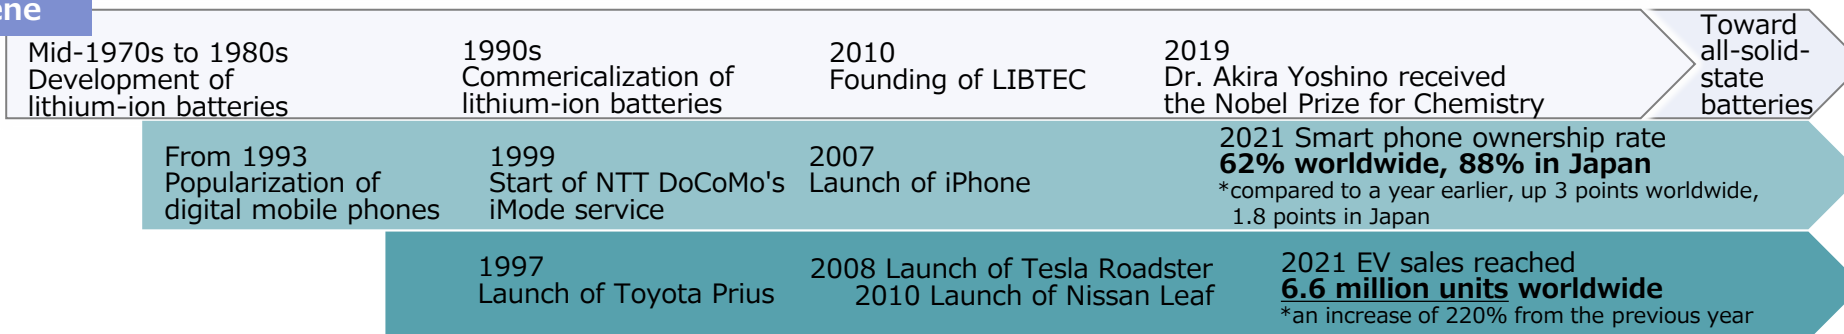 Mid-1970s to 1980s
Development of
lithium-ion batteries
1990s
Commericalization of
lithium-ion batteries
2010
Founding of LIBTEC
2019
Dr. Akira Yoshino received
the Nobel Prize for Chemistry
Toward
all-solid-
state
batteries
From 1993
Popularization of
digital mobile phones
1999
Start of NTT DoCoMo's
iMode service
2007
Launch of iPhone
2021 Smart phone ownership rate
62% worldwide, 88% in Japan
*compared to a year earlier, up 3 points worldwide,
1.8 points in Japan
1997
Launch of Toyota Prius
2008 Launch of Tesla Roadster
2010 Launch of Nissan Leaf
2021 EV sales reached
6.6 million units worldwide
*an increase of 220% from the previous year